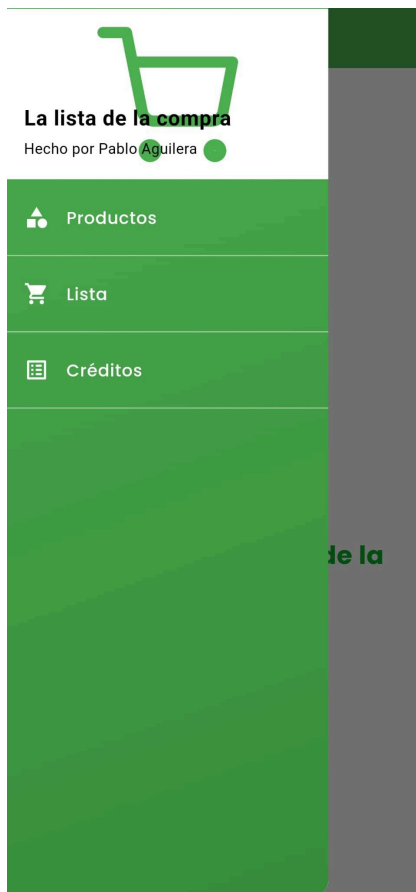 La lista de la compra
Hecho por Pablo Aguilera
Productos
Lista
Créditos
de la